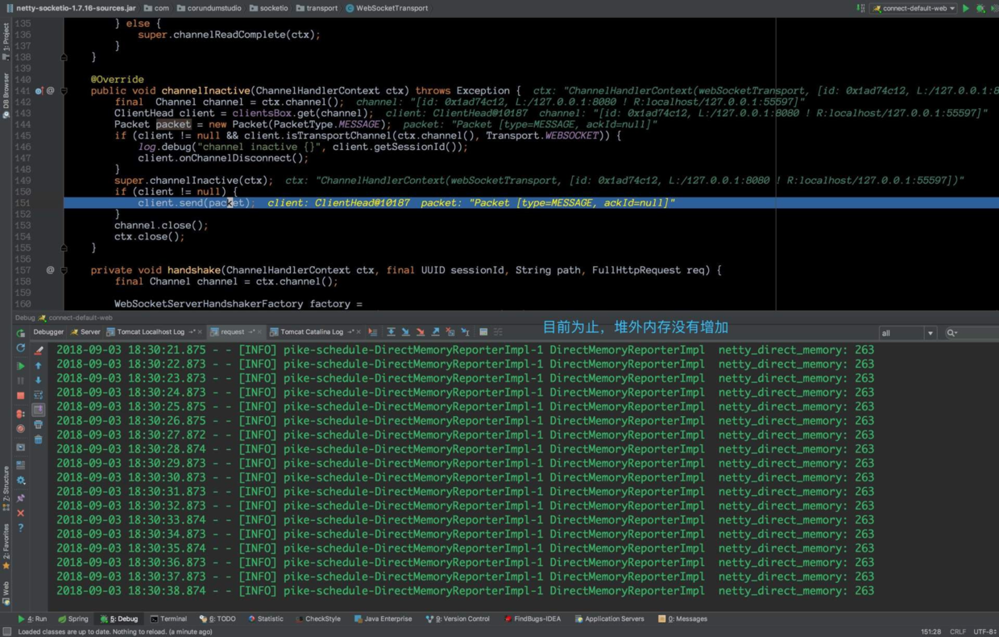 netty-socketio-1.7.16-sources.jar com corundumstudio socketio transport WebSocketTransport connect-default-web
135 } else {
136 super.channelReadComplete(ctx);
137 }
138 }
139
140 @Override
141 public void channelInactive(ChannelHandlerContext ctx) throws Exception { ctx: "ChannelHandlerContext(webSocketTransport, [id: 0x1ad74c12, L:/127.0.0.1:8
142 final Channel channel = ctx.channel(); channel: "[id: 0x1ad74c12, L:/127.0.0.1:8080 ! R:localhost/127.0.0.1:55597]"
143 ClientHead client = clientsBox.get(channel); client: ClientHead@10187 channel: "[id: 0x1ad74c12, L:/127.0.0.1:8080 ! R:localhost/127.0.0.1:55597]"
144 Packet packet = new Packet(PacketType.MESSAGE); packet: "Packet [type=MESSAGE, ackId=null]"
145 if (client != null && client.isTransportChannel(ctx.channel(), Transport.WEBSOCKET)) {
146 log.debug("channel inactive {}", client.getSessionId());
147 client.onChannelDisconnect();
148 }
149 super.channelInactive(ctx); ctx: "ChannelHandlerContext(webSocketTransport, [id: 0x1ad74c12, L:/127.0.0.1:8080 ! R:localhost/127.0.0.1:55597])"
150 if (client != null) {
151 client.send(packet); client: ClientHead@10187 packet: "Packet [type=MESSAGE, ackId=null]"
152 }
153 channel.close();
154 ctx.close();
155 }
156
157 private void handshake(ChannelHandlerContext ctx, final UUID sessionId, String path, FullHttpRequest req) {
158 final Channel channel = ctx.channel();
159
160 WebSocketServerHandshakerFactory factory =
1: Project
DB Browser
Z: Structure
2: Favorites
Web
Debug connect-default-web
Debugger Server Tomcat Localhost Log request Tomcat Catalina Log 目前为止，堆外内存没有增加 all
2018-09-03 18:30:21.875 - - [INFO] pike-schedule-DirectMemoryReporterImpl-1 DirectMemoryReporterImpl netty_direct_memory: 263
2018-09-03 18:30:22.873 - - [INFO] pike-schedule-DirectMemoryReporterImpl-1 DirectMemoryReporterImpl netty_direct_memory: 263
2018-09-03 18:30:23.873 - - [INFO] pike-schedule-DirectMemoryReporterImpl-1 DirectMemoryReporterImpl netty_direct_memory: 263
2018-09-03 18:30:24.873 - - [INFO] pike-schedule-DirectMemoryReporterImpl-1 DirectMemoryReporterImpl netty_direct_memory: 263
2018-09-03 18:30:25.875 - - [INFO] pike-schedule-DirectMemoryReporterImpl-1 DirectMemoryReporterImpl netty_direct_memory: 263
2018-09-03 18:30:26.875 - - [INFO] pike-schedule-DirectMemoryReporterImpl-1 DirectMemoryReporterImpl netty_direct_memory: 263
2018-09-03 18:30:27.872 - - [INFO] pike-schedule-DirectMemoryReporterImpl-1 DirectMemoryReporterImpl netty_direct_memory: 263
2018-09-03 18:30:28.874 - - [INFO] pike-schedule-DirectMemoryReporterImpl-1 DirectMemoryReporterImpl netty_direct_memory: 263
2018-09-03 18:30:29.873 - - [INFO] pike-schedule-DirectMemoryReporterImpl-1 DirectMemoryReporterImpl netty_direct_memory: 263
2018-09-03 18:30:30.873 - - [INFO] pike-schedule-DirectMemoryReporterImpl-1 DirectMemoryReporterImpl netty_direct_memory: 263
2018-09-03 18:30:31.873 - - [INFO] pike-schedule-DirectMemoryReporterImpl-1 DirectMemoryReporterImpl netty_direct_memory: 263
2018-09-03 18:30:32.873 - - [INFO] pike-schedule-DirectMemoryReporterImpl-1 DirectMemoryReporterImpl netty_direct_memory: 263
2018-09-03 18:30:33.874 - - [INFO] pike-schedule-DirectMemoryReporterImpl-1 DirectMemoryReporterImpl netty_direct_memory: 263
2018-09-03 18:30:34.873 - - [INFO] pike-schedule-DirectMemoryReporterImpl-1 DirectMemoryReporterImpl netty_direct_memory: 263
2018-09-03 18:30:35.874 - - [INFO] pike-schedule-DirectMemoryReporterImpl-1 DirectMemoryReporterImpl netty_direct_memory: 263
2018-09-03 18:30:36.873 - - [INFO] pike-schedule-DirectMemoryReporterImpl-1 DirectMemoryReporterImpl netty_direct_memory: 263
2018-09-03 18:30:37.873 - - [INFO] pike-schedule-DirectMemoryReporterImpl-1 DirectMemoryReporterImpl netty_direct_memory: 263
2018-09-03 18:30:38.874 - - [INFO] pike-schedule-DirectMemoryReporterImpl-1 DirectMemoryReporterImpl netty_direct_memory: 263
4: Run Spring 5: Debug Terminal 6: TODO Statistic CheckStyle Java Enterprise 9: Version Control FindBugs-IDEA Application Servers 0: Messages
Loaded classes are up to date. Nothing to reload. (a minute ago) 151:28 CRLF UTF-8